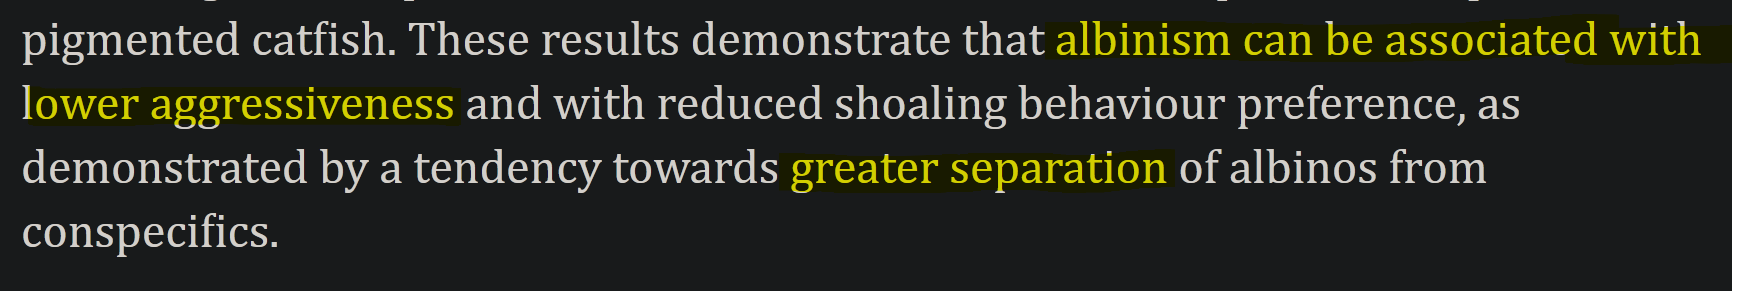 pigmented catfish. These results demonstrate that albinism can be associated with
lower aggressiveness and with reduced shoaling behaviour preference, as
demonstrated by a tendency towards greater separation of albinos from
conspecifics.